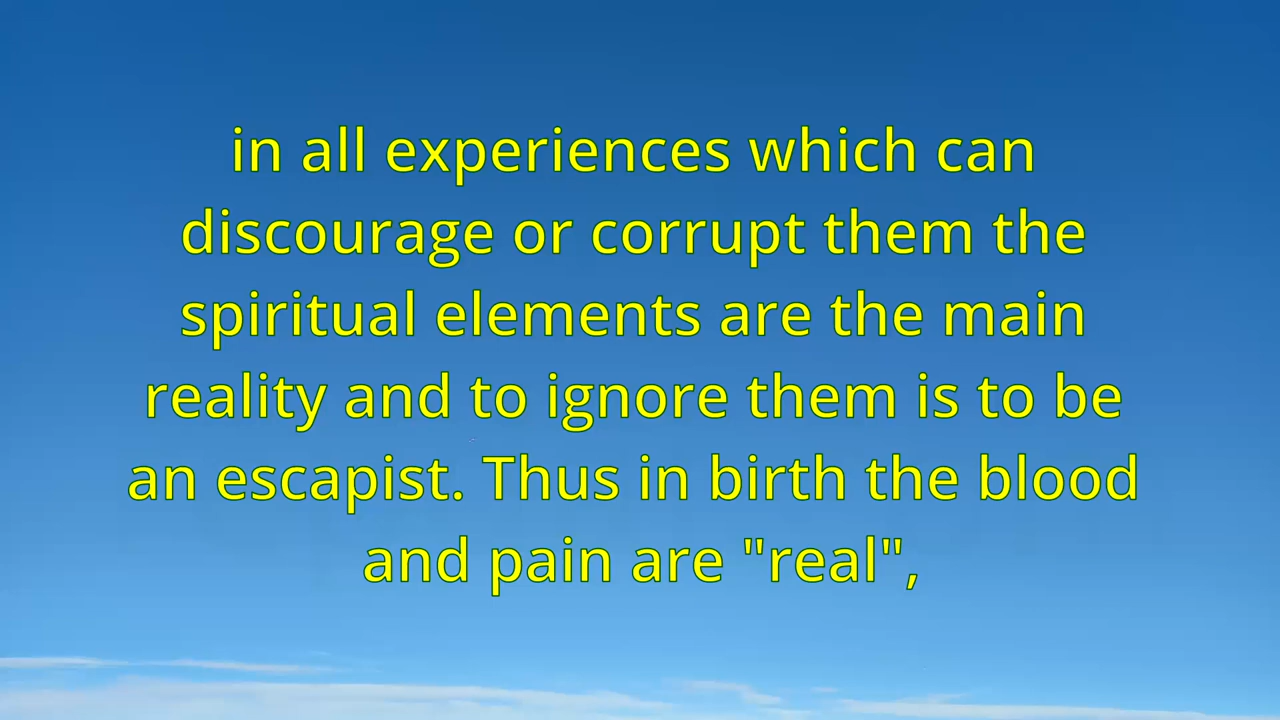 in all experiences which can
discourage or corrupt them the
spiritual elements are the main
reality and to ignore them is to be
an escapist. Thus in birth the blood
and pain are "real",